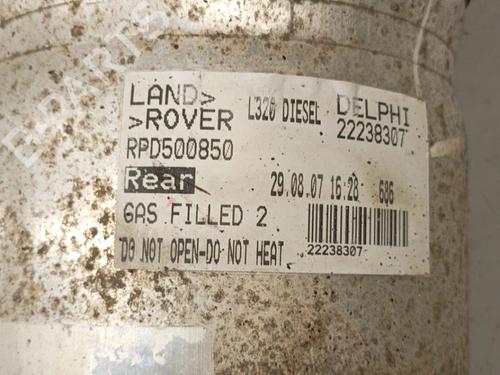 LAND>
>ROVER
L320 DIESEL
DELPHI
22238307
RPD500850
Rear
29.08.07 16:28 686
GAS FILLED 2
DO NOT OPEN-DO NOT HEAT
22238307